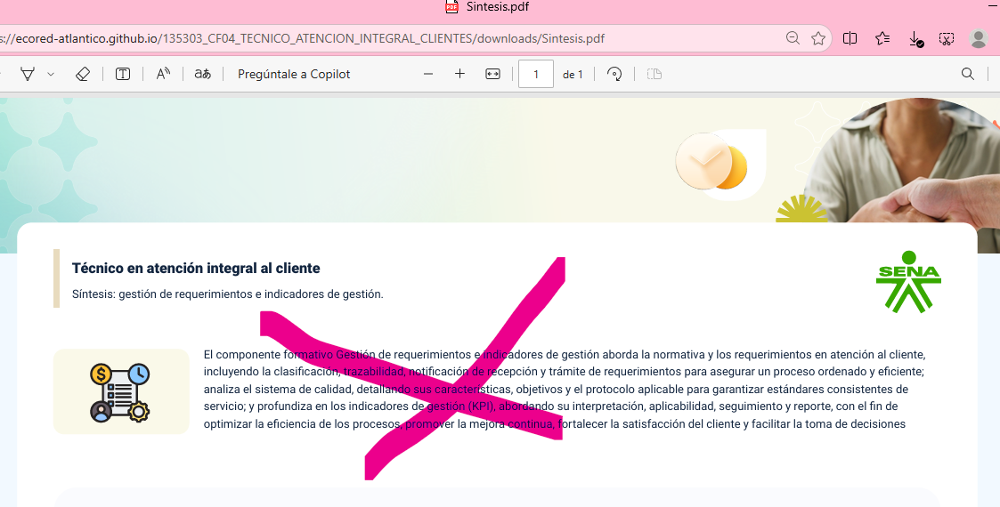 Sintesis.pdf
s://ecored-atlantico.github.io/135303_CF04_TECNICO_ATENCION_INTEGRAL_CLIENTES/downloads/Sintesis.pdf
T A aあ Pregúntale a Copilot 1 de 1
Técnico en atención integral al cliente
Síntesis: gestión de requerimientos e indicadores de gestión.
SENA
El componente formativo Gestión de requerimientos e indicadores de gestión aborda la normativa y los requerimientos en atención al cliente,
incluyendo la clasificación, trazabilidad, notificación de recepción y trámite de requerimientos para asegurar un proceso ordenado y eficiente;
analiza el sistema de calidad, detallando sus características, objetivos y el protocolo aplicable para garantizar estándares consistentes de
servicio; y profundiza en los indicadores de gestión (KPI), abordando su interpretación, aplicabilidad, seguimiento y reporte, con el fin de
optimizar la eficiencia de los procesos, promover la mejora continua, fortalecer la satisfacción del cliente y facilitar la toma de decisiones